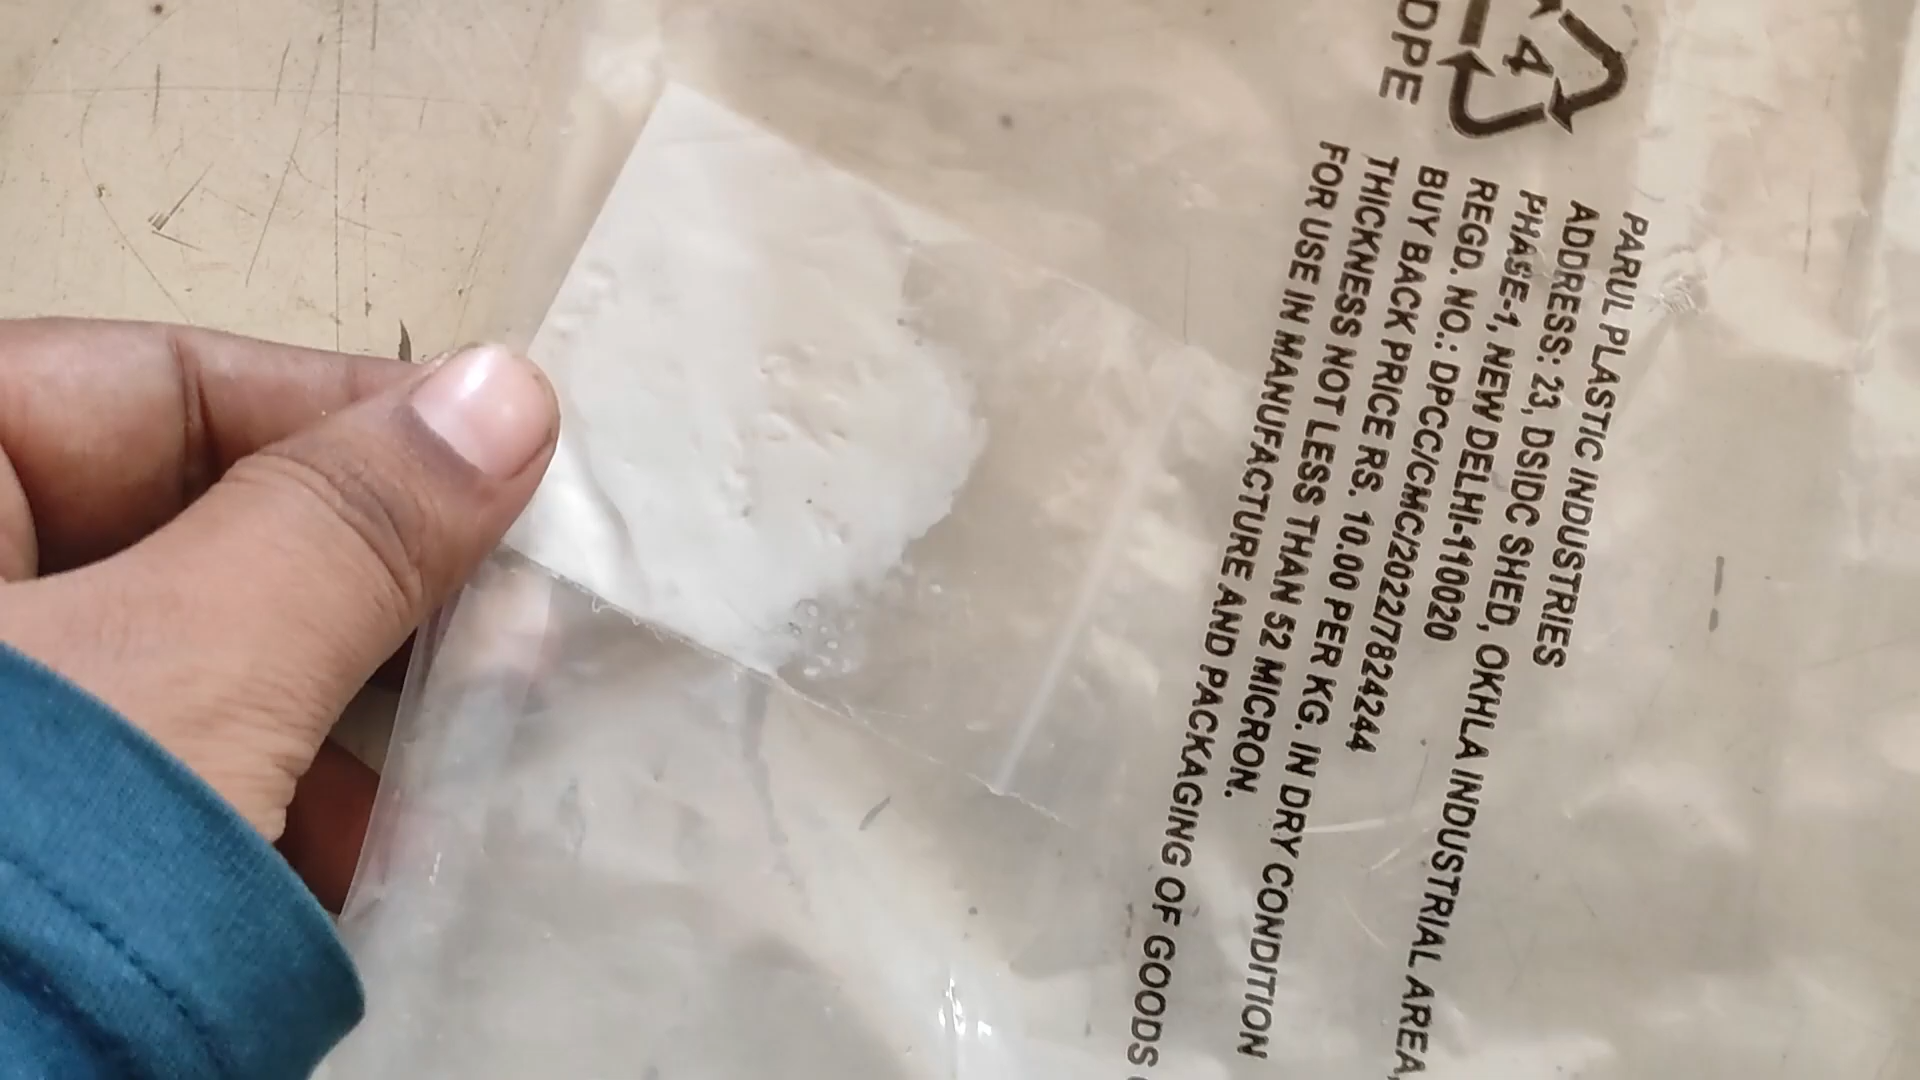 4
DPE
PARUL PLASTIC INDUSTRIES
ADDRESS: 23, DSIDC SHED, OKHLA INDUSTRIAL AREA,
PHASE-1, NEW DELHI-110020
REGD. NO.: DPCC/CMC/2022/7824244
BUY BACK PRICE RS. 10.00 PER KG. IN DRY CONDITION
THICKNESS NOT LESS THAN 52 MICRON.
FOR USE IN MANUFACTURE AND PACKAGING OF GOODS